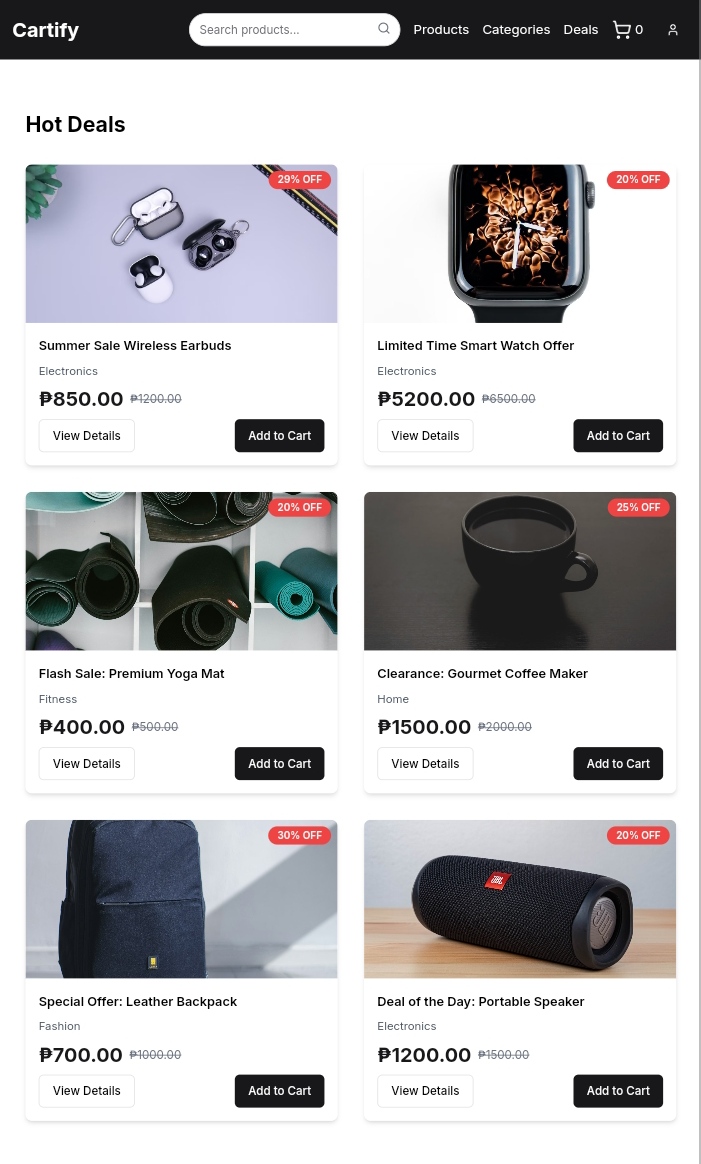 Cartify
Search products...
Products
Categories
Deals
0
Hot Deals
29% OFF
Summer Sale Wireless Earbuds
Electronics
₱850.00 ₱1200.00
View Details
Add to Cart
20% OFF
Limited Time Smart Watch Offer
Electronics
₱5200.00 ₱6500.00
View Details
Add to Cart
20% OFF
Flash Sale: Premium Yoga Mat
Fitness
₱400.00 ₱500.00
View Details
Add to Cart
25% OFF
Clearance: Gourmet Coffee Maker
Home
₱1500.00 ₱2000.00
View Details
Add to Cart
30% OFF
Special Offer: Leather Backpack
Fashion
₱700.00 ₱1000.00
View Details
Add to Cart
20% OFF
JBL
Deal of the Day: Portable Speaker
Electronics
₱1200.00 ₱1500.00
View Details
Add to Cart